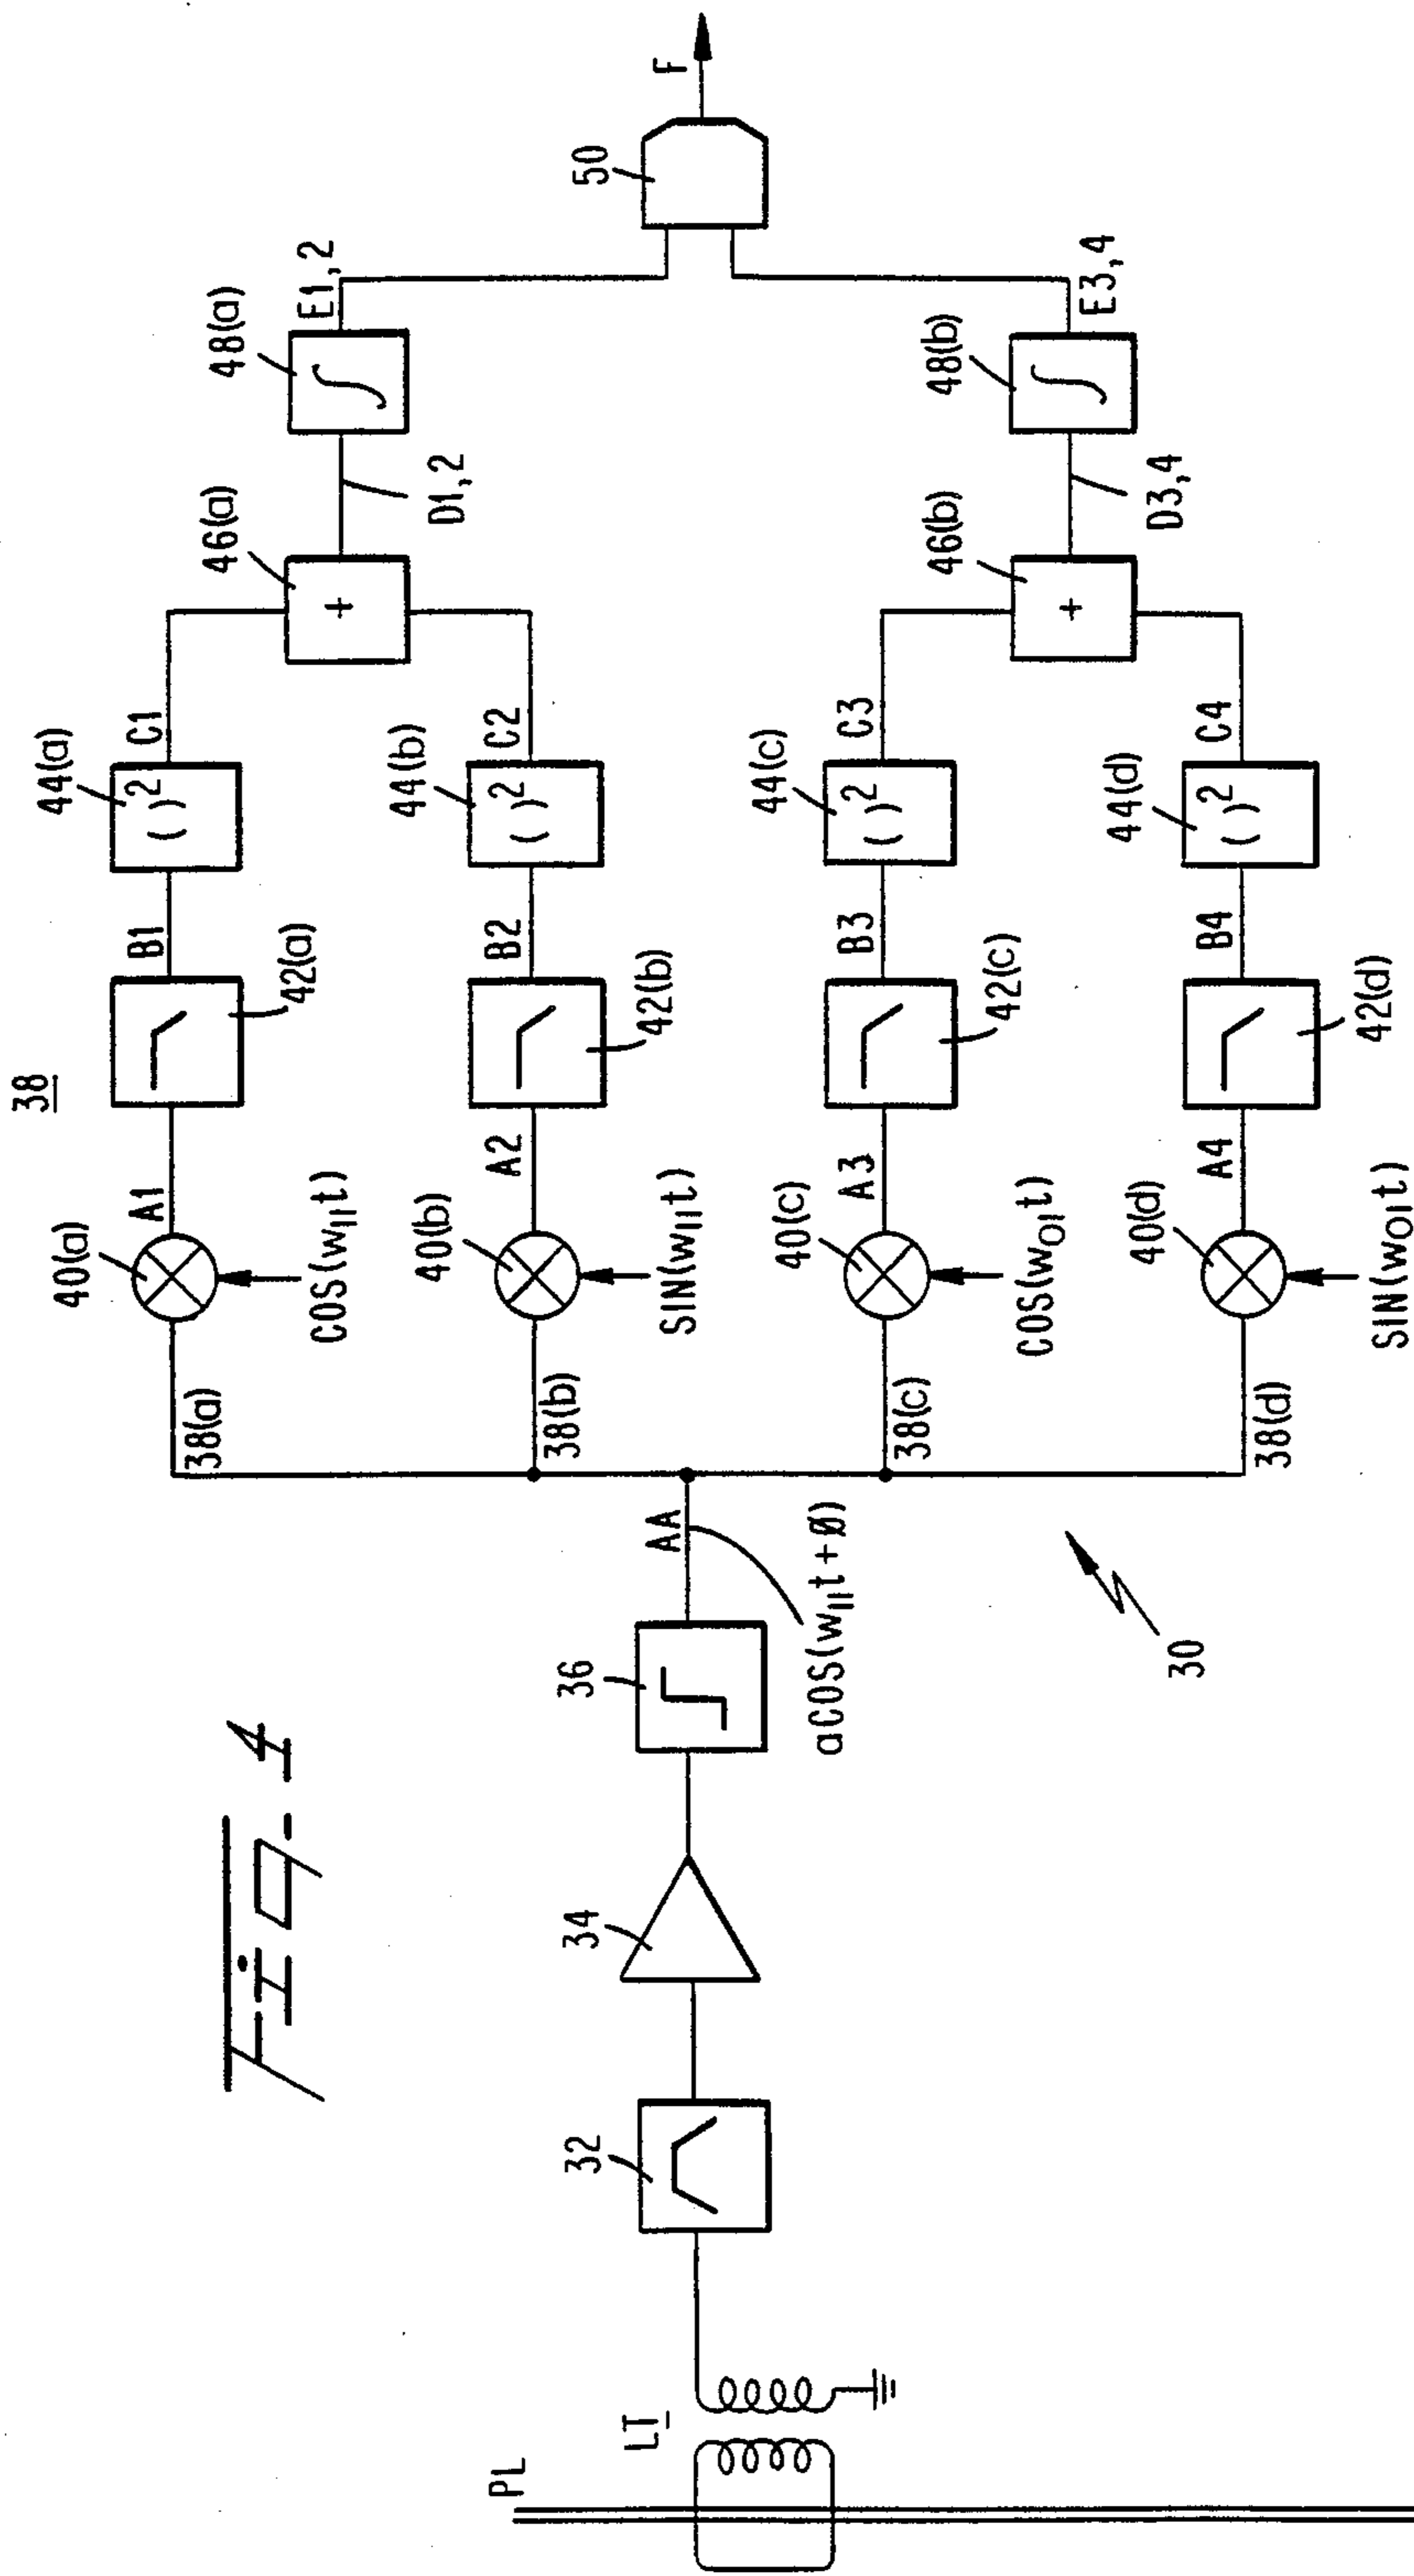 Fig. 4
38
40(a)
A1
COS(w₁₁t)
38(a)
B1
42(a)
44(a)
( )²
C1
46(a)
+
D1,2
48(a)
∫
E1,2
40(b)
A2
SIN(w₁₁t)
38(b)
B2
42(b)
44(b)
( )²
C2
PL
LT
32
34
36
AA
aCOS(w₁₁t+Ø)
50
F
40(c)
A3
COS(w₀₁t)
38(c)
B3
42(c)
44(c)
( )²
C3
46(b)
+
D3,4
48(b)
∫
E3,4
40(d)
A4
SIN(w₀₁t)
38(d)
B4
42(d)
44(d)
( )²
C4
30